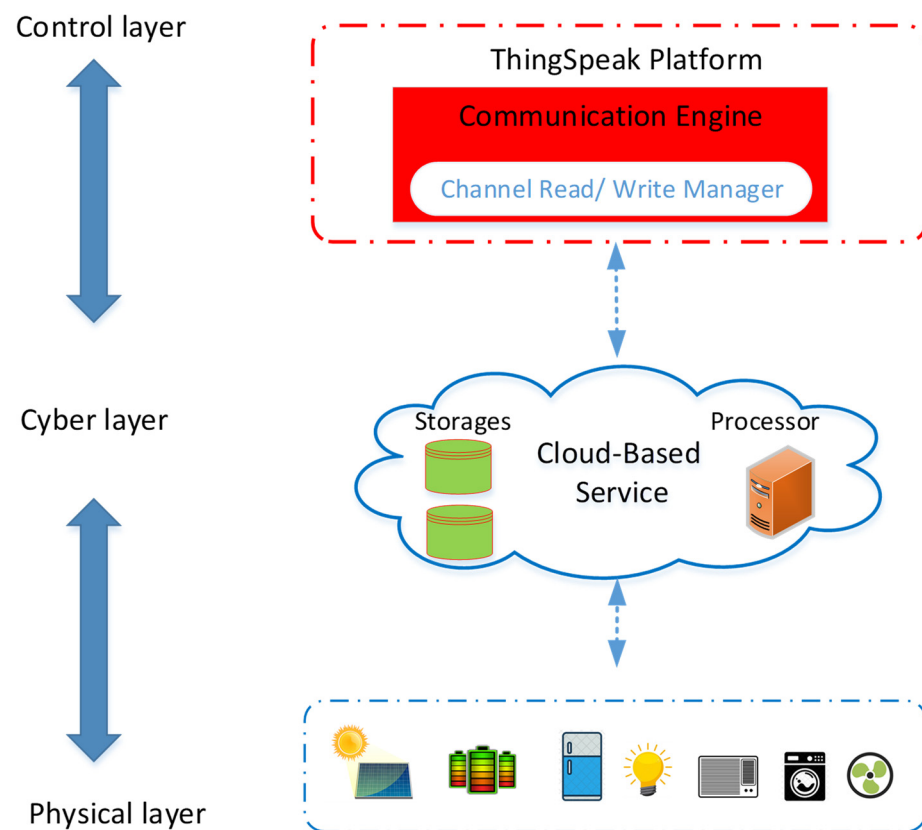 Control layer
ThingSpeak Platform
Communication Engine
Channel Read/ Write Manager
Cyber layer
Storages
Processor
Cloud-Based
Service
Physical layer